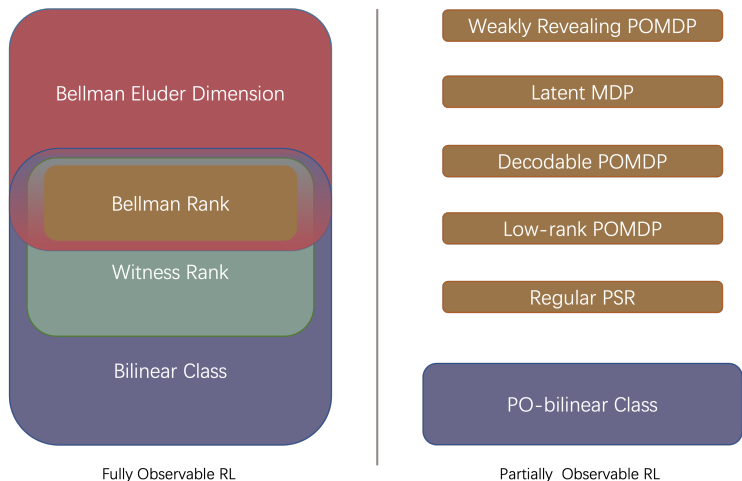 Bellman Eluder Dimension
Bellman Rank
Witness Rank
Bilinear Class
Fully Observable RL
Weakly Revealing POMDP
Latent MDP
Decodable POMDP
Low-rank POMDP
Regular PSR
PO-bilinear Class
Partially Observable RL